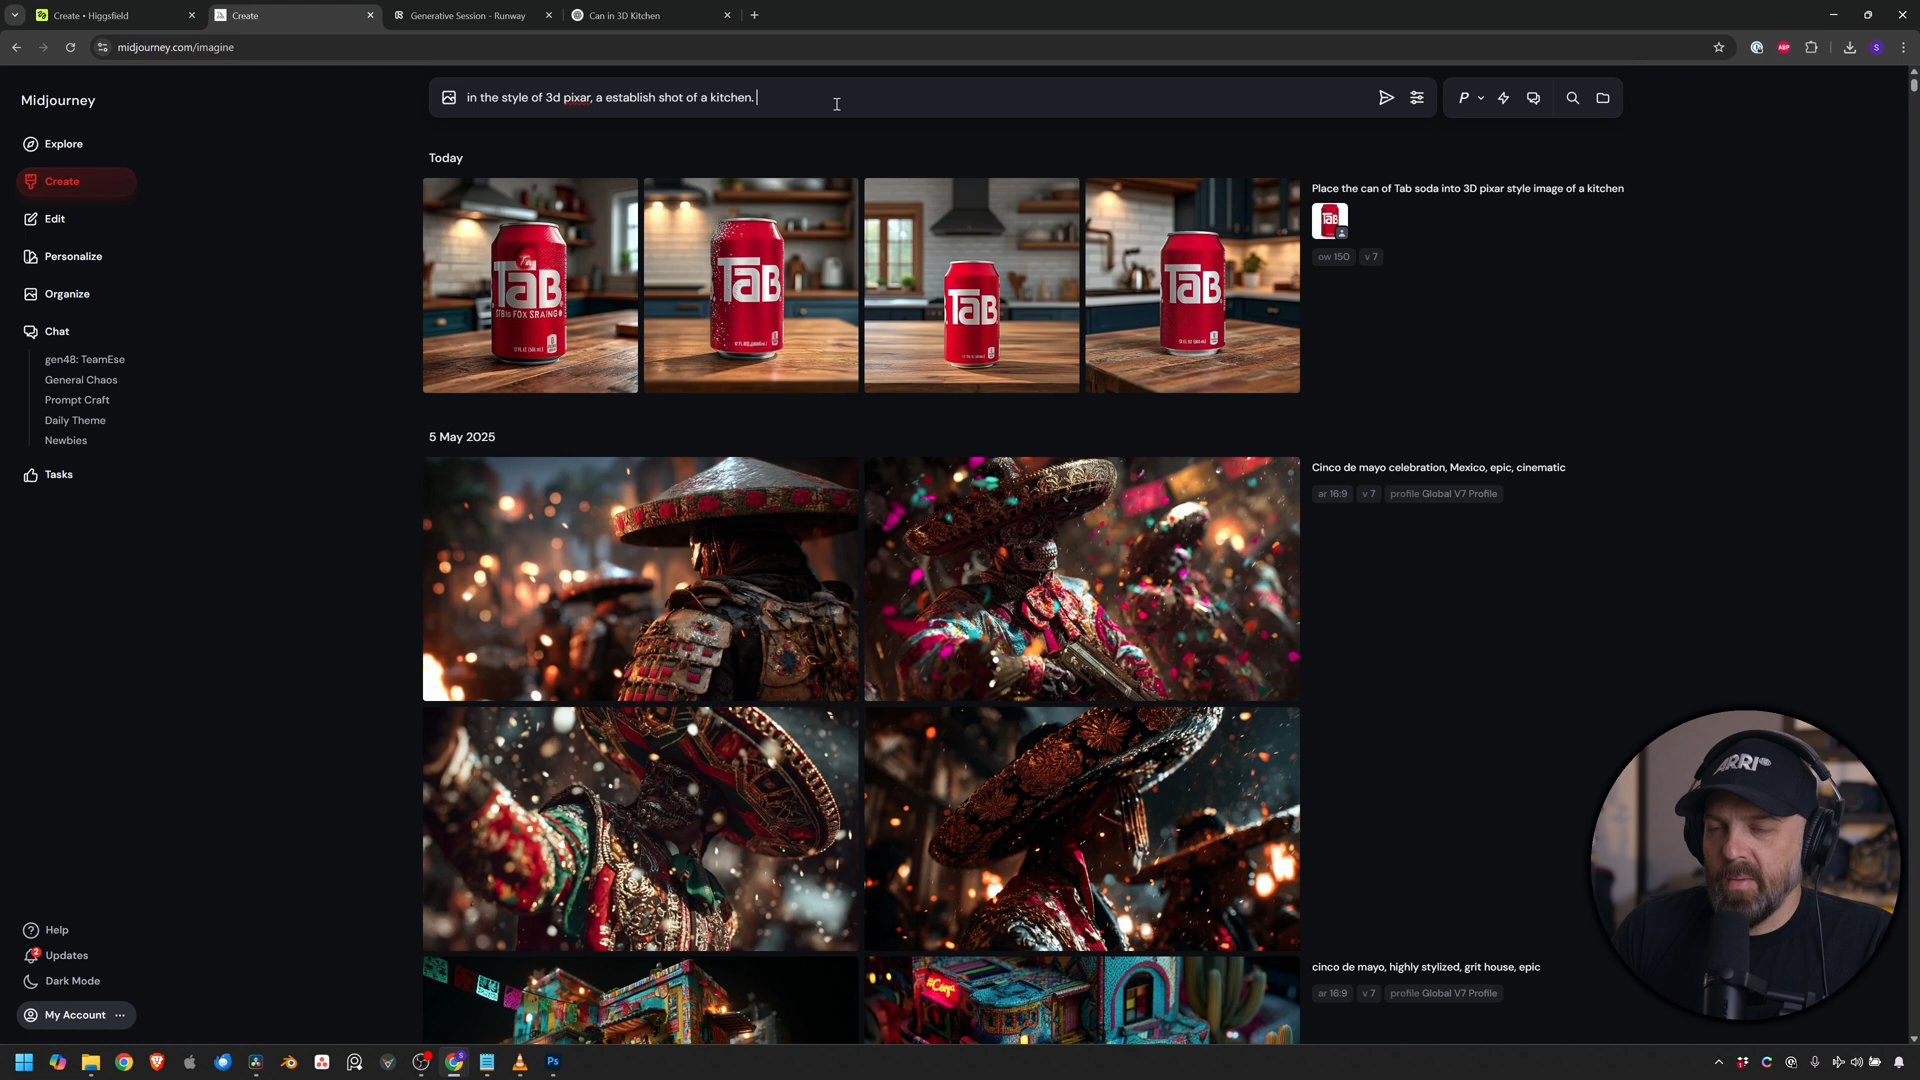 Create • Higgsfield
Create
Generative Session - Runway
Can in 3D Kitchen
midjourney.com/imagine
ABP
S
Midjourney
in the style of 3d pixar, a establish shot of a kitchen.
P
Explore
Create
Edit
Personalize
Organize
Chat
gen48: TeamEse
General Chaos
Prompt Craft
Daily Theme
Newbies
Tasks
Today
TaB
TaB
TaB
TaB
Place the can of Tab soda into 3D pixar style image of a kitchen
TaB
ow 150
v 7
5 May 2025
Cinco de mayo celebration, Mexico, epic, cinematic
ar 16:9
v 7
profile Global V7 Profile
cinco de mayo, highly stylized, grit house, epic
ar 16:9
v 7
profile Global V7 Profile
ARRI
Help
2
Updates
Dark Mode
My Account
Ps